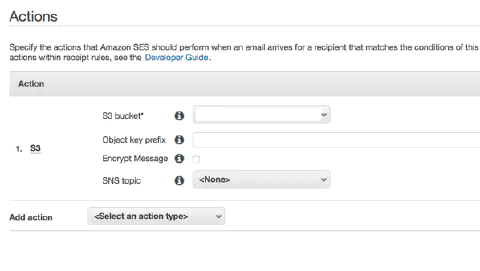 Actions
Specify the actions that Amazon SES should perform when an email arrives for a recipient that matches the conditions of this
actions within receipt rules, see the Developer Guide.
Action
S3 bucket*
Object key prefix
1. S3
Encrypt Message
SNS topic <None>
Add action <Select an action type>